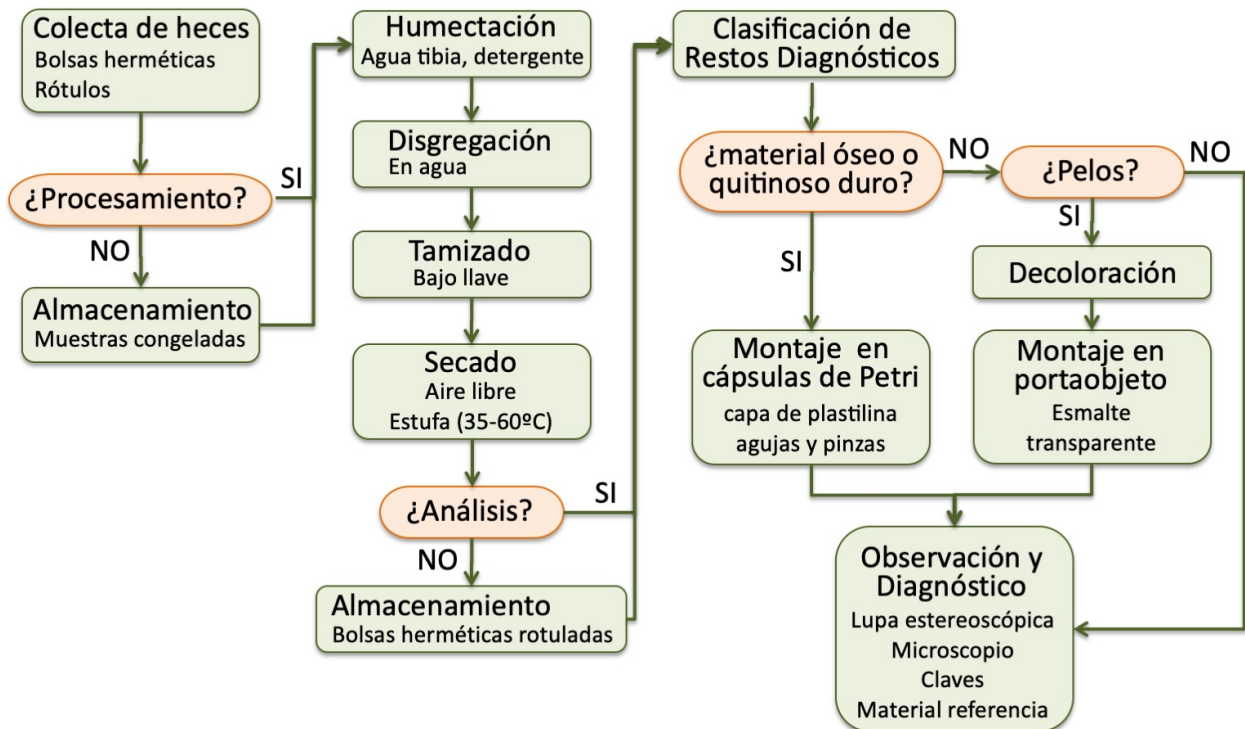 Colecta de heces
Bolsas herméticas
Rótulos
¿Procesamiento?
SI
NO
Almacenamiento
Muestras congeladas
Humectación
Agua tibia, detergente
Disgregación
En agua
Tamizado
Bajo llave
Secado
Aire libre
Estufa (35-60ºC)
¿Análisis?
SI
NO
Almacenamiento
Bolsas herméticas rotuladas
Clasificación de
Restos Diagnósticos
¿material óseo o
quitinoso duro?
NO
SI
¿Pelos?
NO
SI
Decoloración
Montaje en
cápsulas de Petri
capa de plastilina
agujas y pinzas
Montaje en
portaobjeto
Esmalte
transparente
Observación y
Diagnóstico
Lupa estereoscópica
Microscopio
Claves
Material referencia